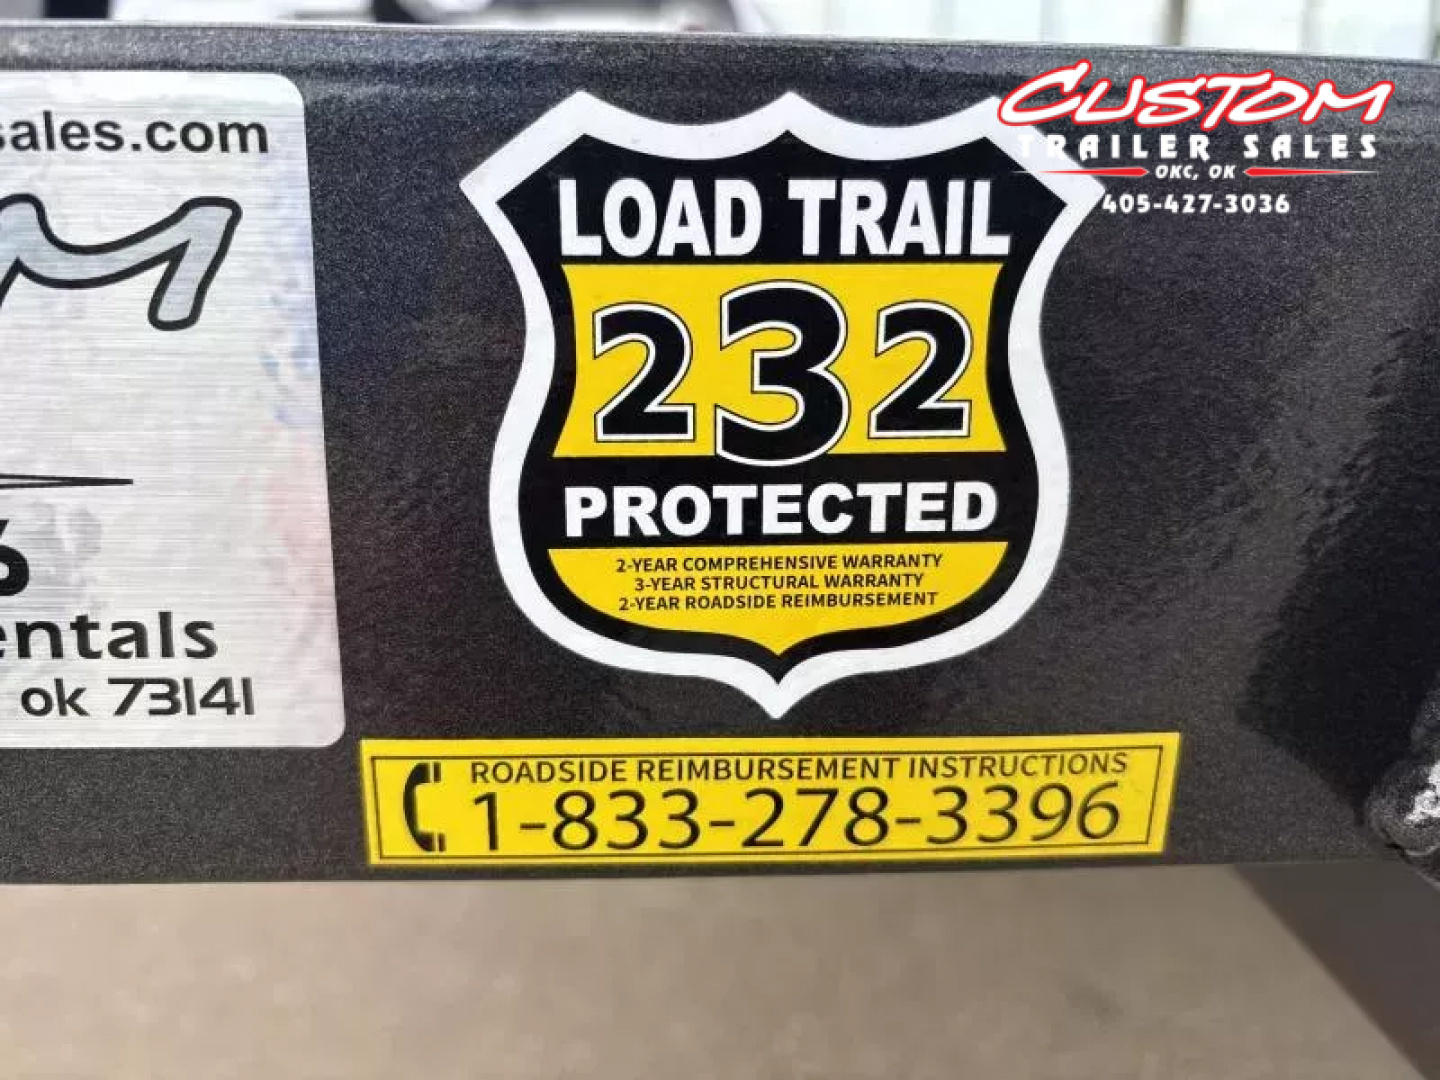 CUSTOM
TRAILER SALES
OKC, OK
405-427-3036
sales.com
LOAD TRAIL
232
PROTECTED
2-YEAR COMPREHENSIVE WARRANTY
3-YEAR STRUCTURAL WARRANTY
2-YEAR ROADSIDE REIMBURSEMENT
6
entals
ok 73141
ROADSIDE REIMBURSEMENT INSTRUCTIONS
1-833-278-3396